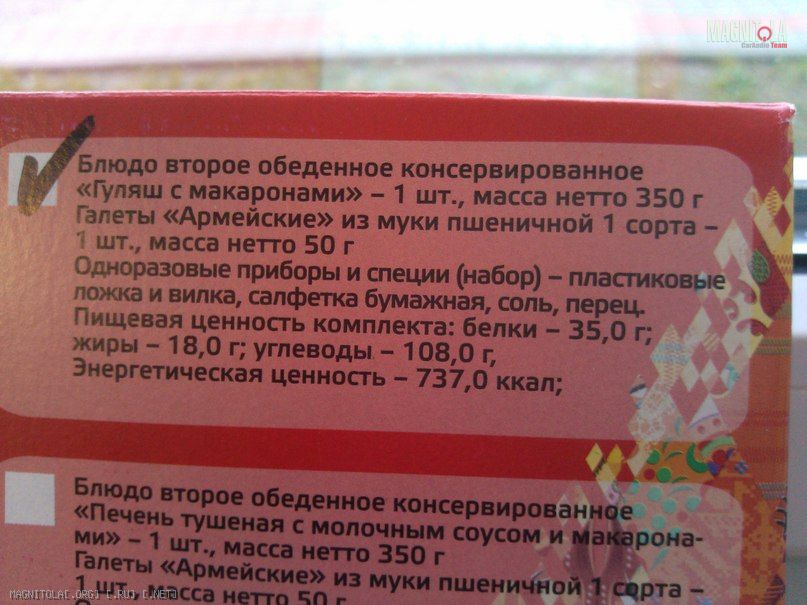 MAGNITOLA
CarAudio Team
Блюдо второе обеденное консервированное
«Гуляш с макаронами» – 1 шт., масса нетто 350 г
Галеты «Армейские» из муки пшеничной 1 сорта –
1 шт., масса нетто 50 г
Одноразовые приборы и специи (набор) – пластиковые
ложка и вилка, салфетка бумажная, соль, перец.
Пищевая ценность комплекта: белки – 35,0 г;
жиры – 18,0 г; углеводы – 108,0 г,
Энергетическая ценность – 737,0 ккал;
Блюдо второе обеденное консервированное
«Печень тушеная с молочным соусом и макарона-
ми» – 1 шт., масса нетто 350 г
Галеты «Армейские» из муки пшеничной 1 сорта –
1 шт., масса нетто 50 г
MAGNITOLA[.ORG] [.RU] [.NET]